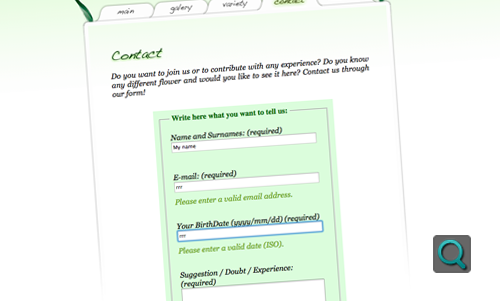 main galery variety contact
Contact
Do you want to join us or to contribute with any experience? Do you know
any different flower and would you like to see it here? Contact us through
our form!
Write here what you want to tell us:
Name and Surnames: (required)
My name
E-mail: (required)
rrr
Please enter a valid email address.
Your BirthDate (yyyy/mm/dd) (required)
rrr
Please enter a valid date (ISO).
Suggestion / Doubt / Experience:
(required)